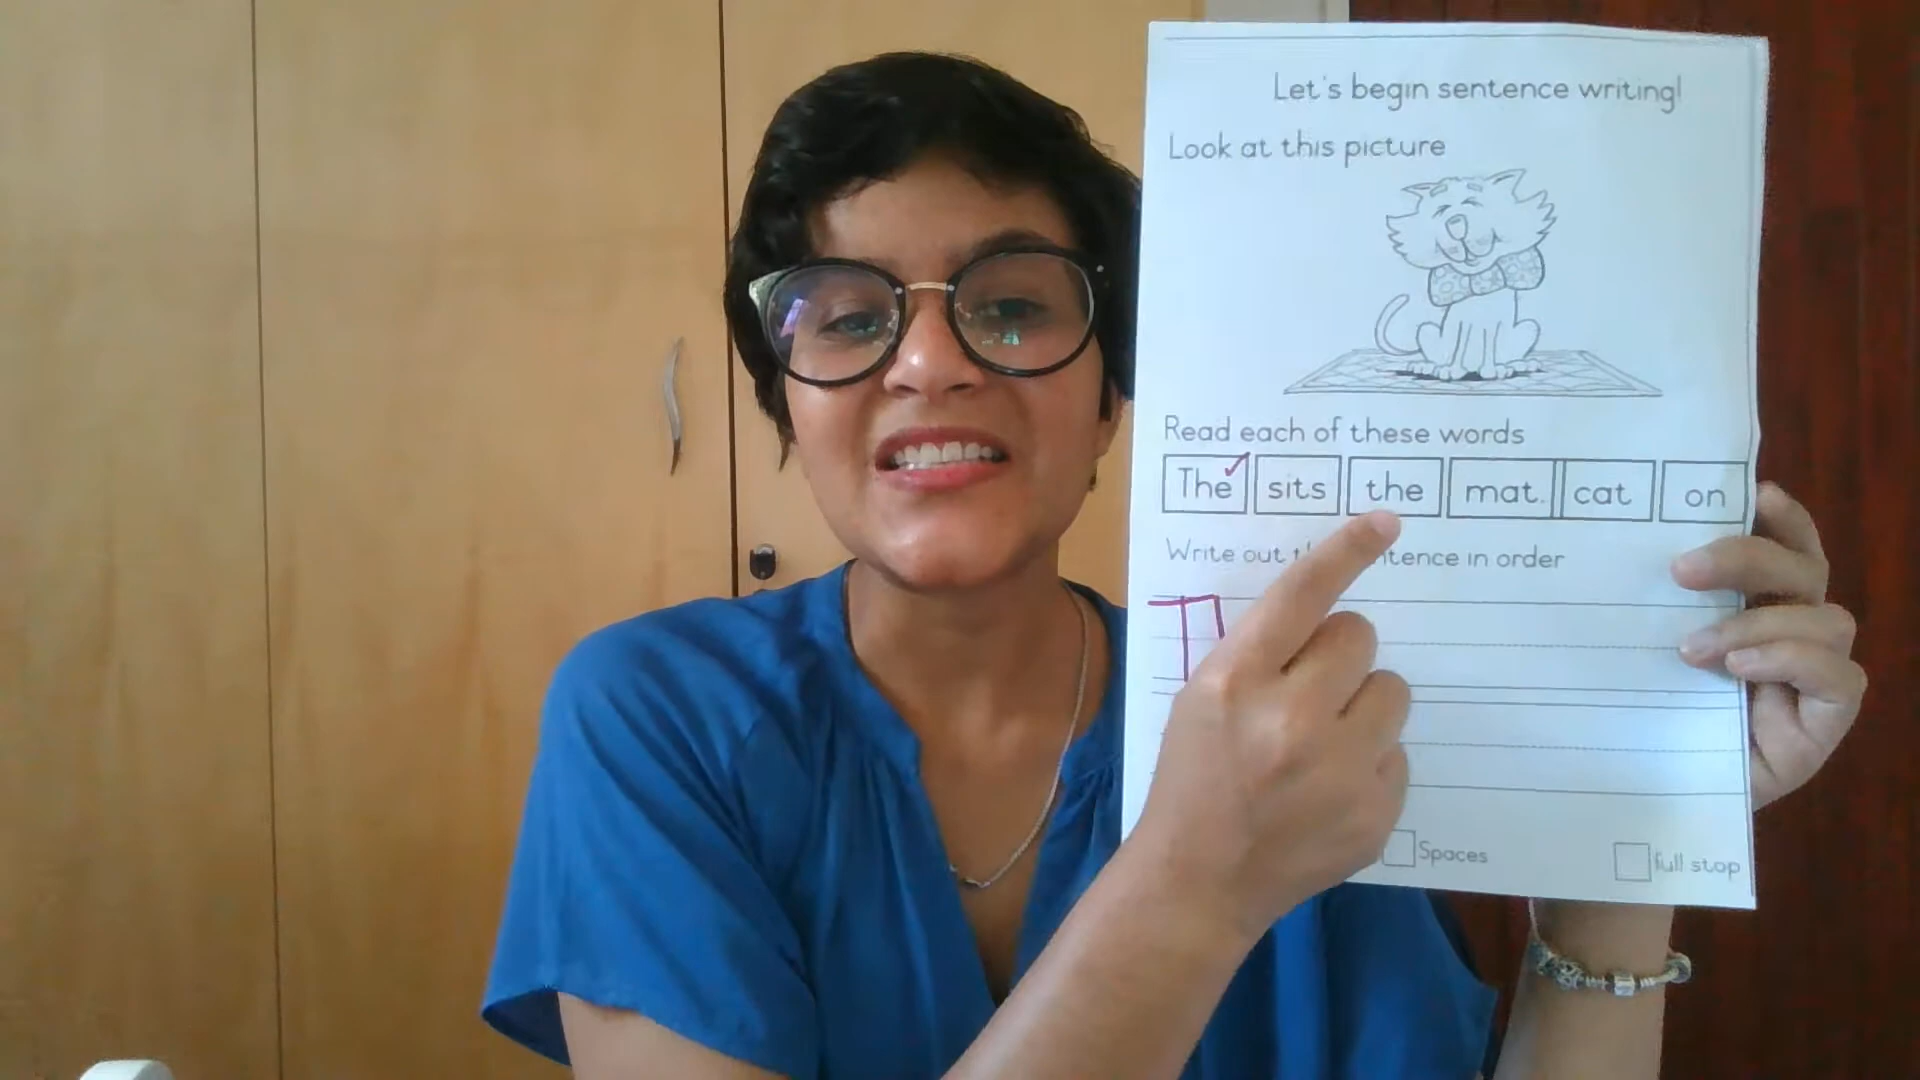 Let's begin sentence writing!
Look at this picture
Read each of these words
The sits the mat. cat on
Write out in order
Spaces full stop